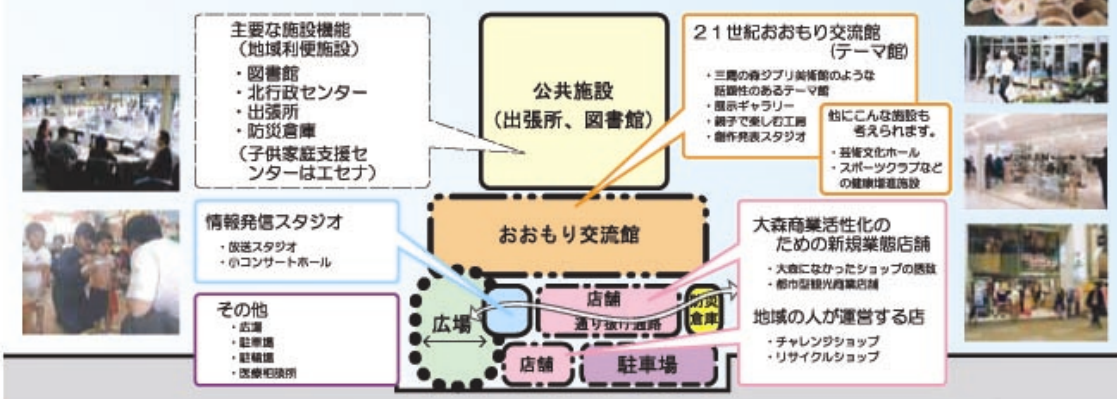 主要な施設機能
（地域利便施設）
・図書館
・北行政センター
・出張所
・防災倉庫
（子供家庭支援セ
ンターはエセナ）
公共施設
（出張所、図書館）
２１世紀おおもり交流館
（テーマ館）
・三鷹の森ジブリ美術館のような
話題性のあるテーマ館
・展示ギャラリー
・親子で楽しむ工房
・創作発表スタジオ
他にこんな施設も
考えられます。
・芸術文化ホール
・スポーツクラブなど
の健康増進施設
情報発信スタジオ
・放送スタジオ
・小コンサートホール
おおもり交流館
大森商業活性化の
ための新規業態店舗
・大森になかったショップの誘致
・都市型観光商業店舗
地域の人が運営する店
・チャレンジショップ
・リサイクルショップ
その他
・広場
・駐車場
・駐輪場
・医療相談所
広場
店舗
通り抜け通路
防災
倉庫
店舗
駐車場